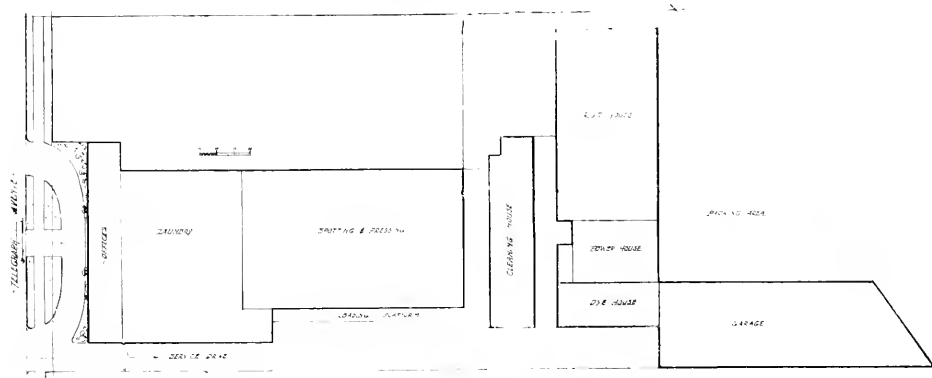 TELEGRAPH AVENUE
OFFICES
LAUNDRY
SPOTTING & PRESSING
CLEANING HOUSE
POWER HOUSE
DYE HOUSE
PARKING AREA
GARAGE
LOADING PLATFORM
SERVICE DRIVE